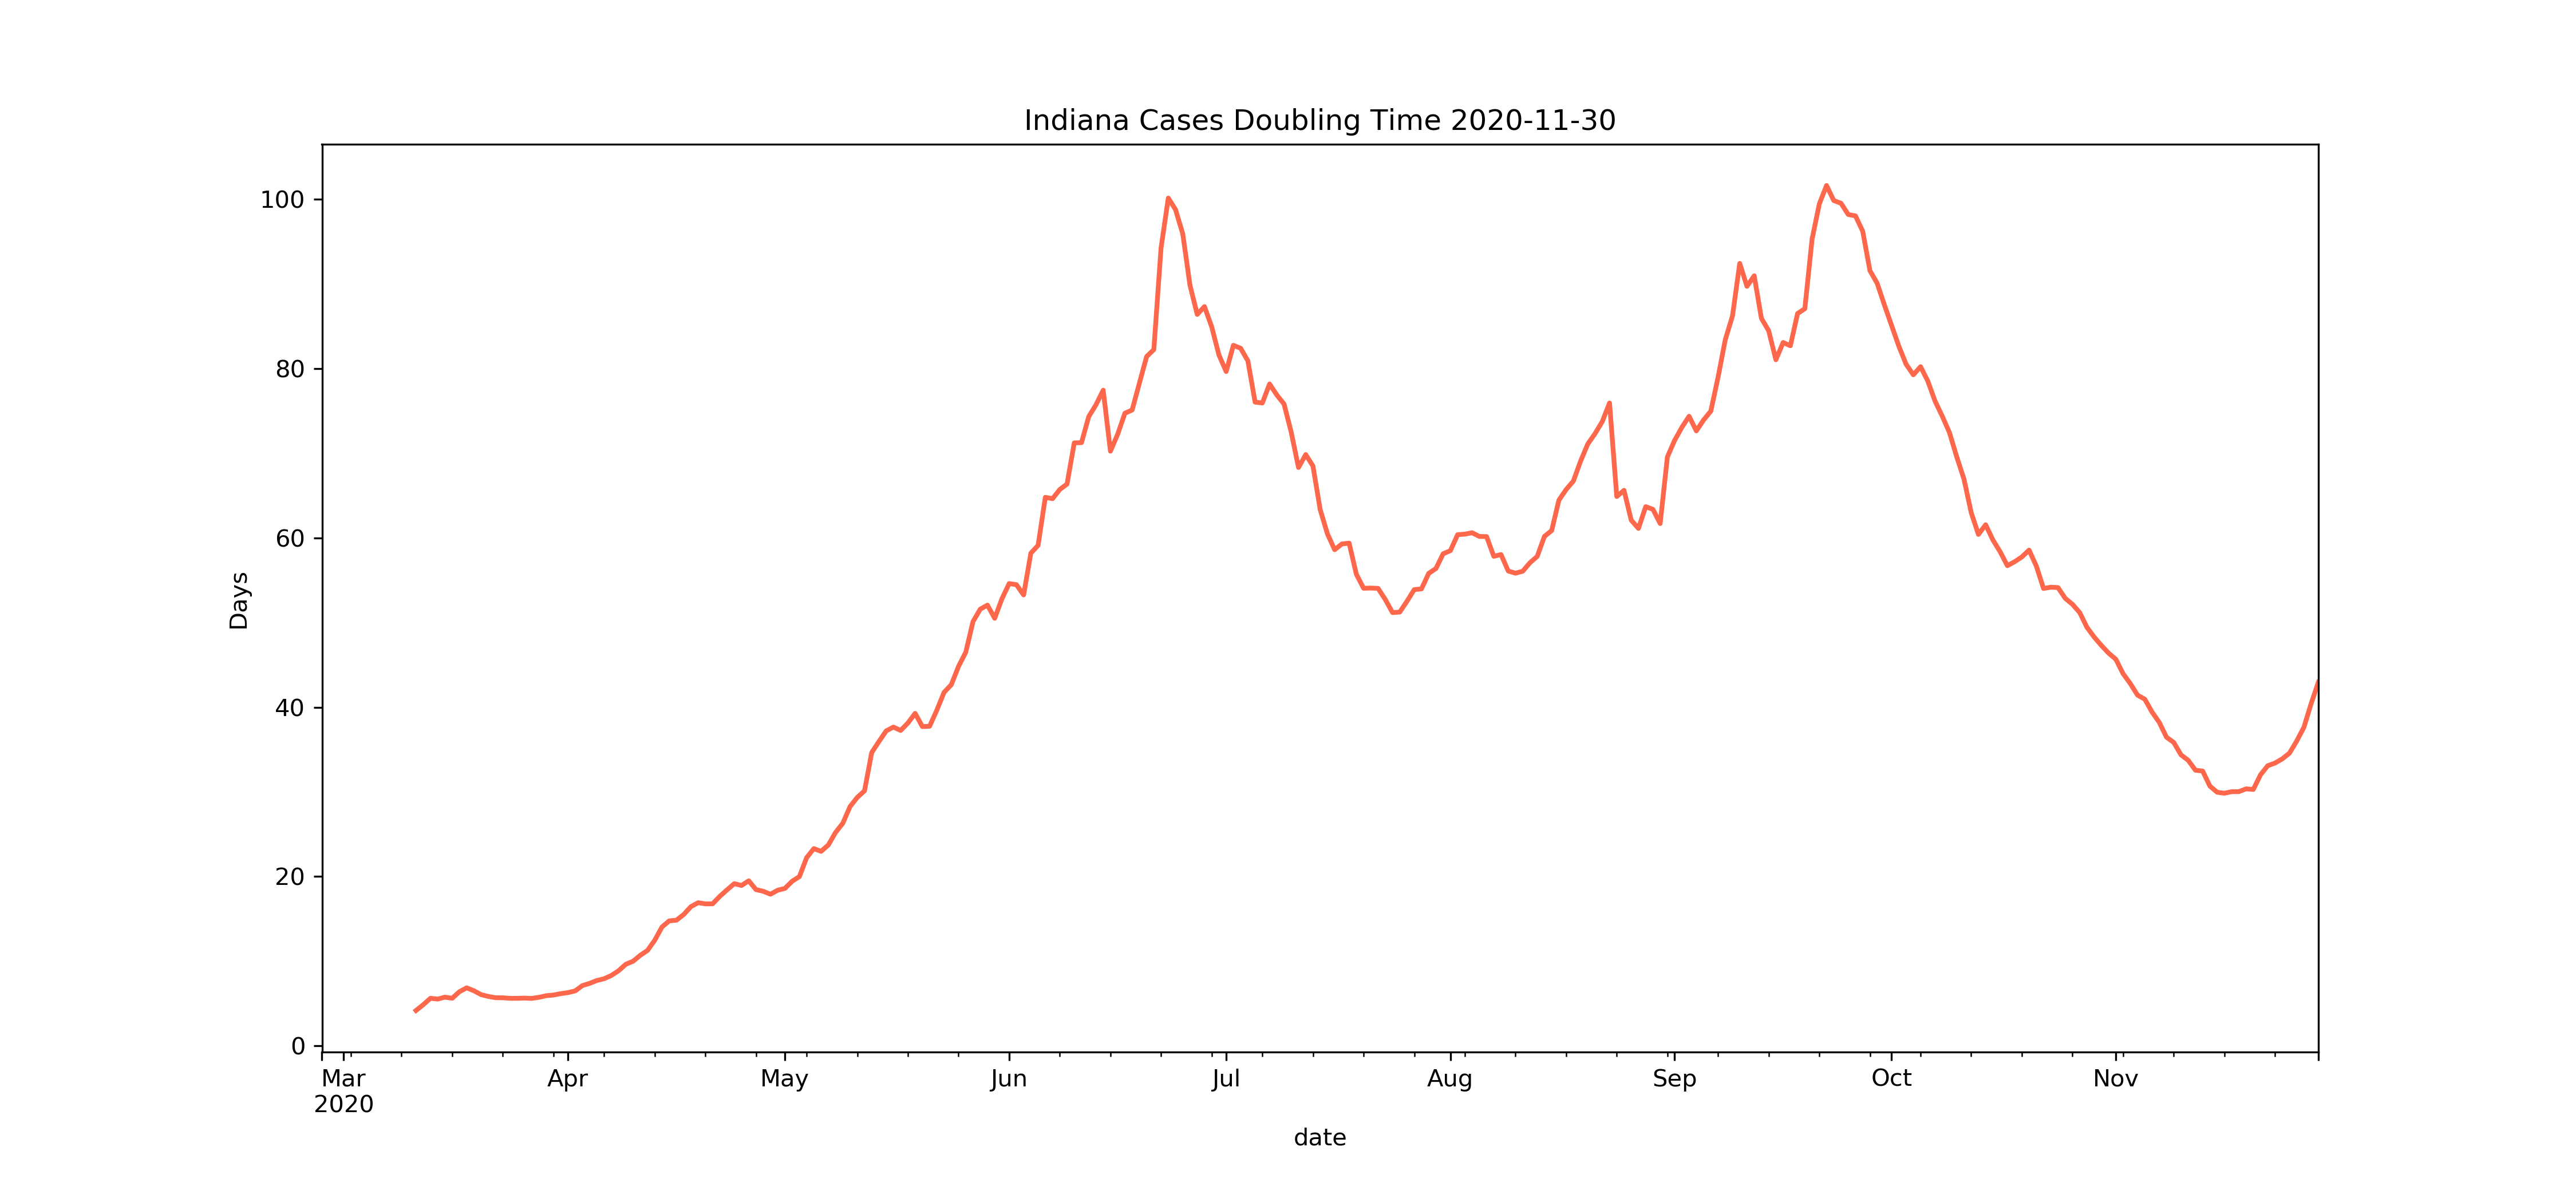 Indiana Cases Doubling Time 2020-11-30
100
80
60
40
20
0
Days
Mar Apr May Jun Jul Aug Sep Oct Nov
2020
date